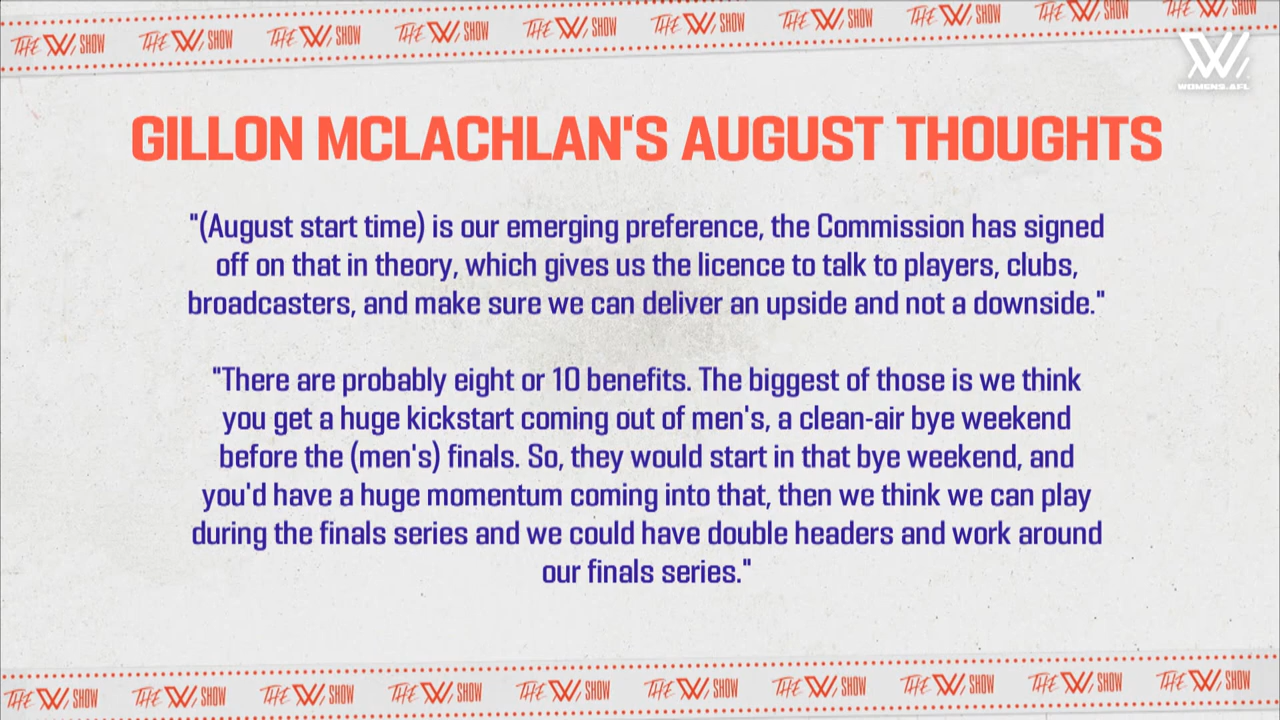 THE W SHOW THE W SHOW THE W SHOW THE W SHOW THE W SHOW THE W SHOW THE W SHOW THE W SHOW THE W SHOW THE W SHOW
W
WOMENS.AFL
GILLON MCLACHLAN'S AUGUST THOUGHTS
"(August start time) is our emerging preference, the Commission has signed
off on that in theory, which gives us the licence to talk to players, clubs,
broadcasters, and make sure we can deliver an upside and not a downside."
"There are probably eight or 10 benefits. The biggest of those is we think
you get a huge kickstart coming out of men's, a clean-air bye weekend
before the (men's) finals. So, they would start in that bye weekend, and
you'd have a huge momentum coming into that, then we think we can play
during the finals series and we could have double headers and work around
our finals series."
THE W SHOW THE W SHOW THE W SHOW THE W SHOW THE W SHOW THE W SHOW THE W SHOW THE W SHOW THE W SHOW THE W SHOW